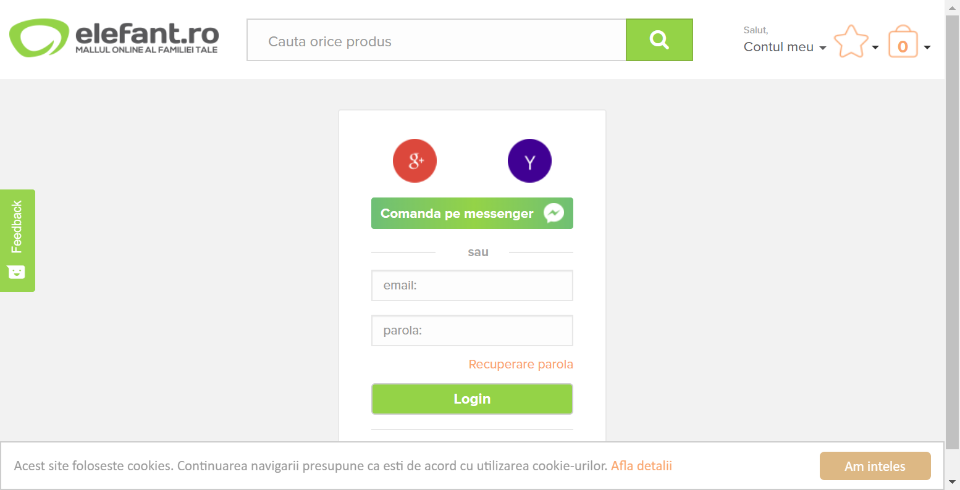 elefant.ro
MALLUL ONLINE AL FAMILIEI TALE
Cauta orice produs
Salut,
Contul meu
0
8+
Y
Feedback
Comanda pe messenger
sau
email:
parola:
Recuperare parola
Login
Acest site foloseste cookies. Continuarea navigarii presupune ca esti de acord cu utilizarea cookie-urilor. Afla detalii
Am inteles